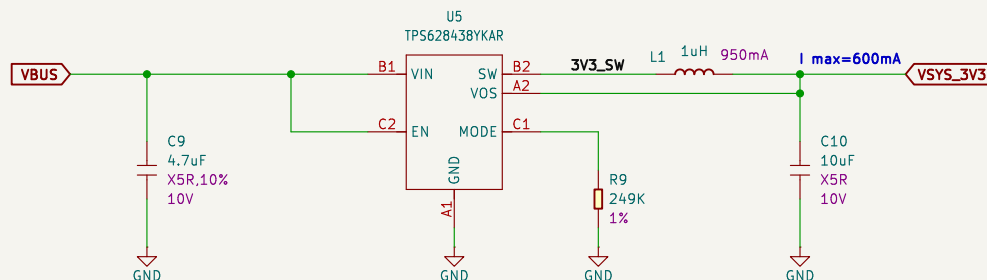 U5
TPS628438YKAR
VBUS
B1
VIN
SW
B2
3V3_SW
L1
1uH
950mA
I max=600mA
VSYS_3V3
VOS
A2
C2
EN
MODE
C1
GND
A1
C9
4.7uF
X5R,10%
10V
R9
249K
1%
C10
10uF
X5R
10V
GND
GND
GND
GND